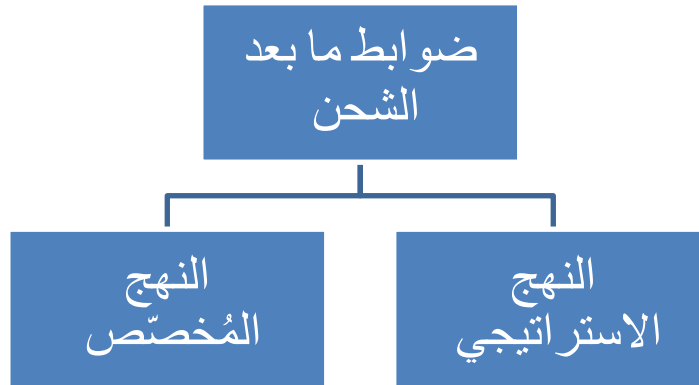 ضوابط ما بعد
الشحن
النهج
الاستراتيجي
النهج
المُخصّص